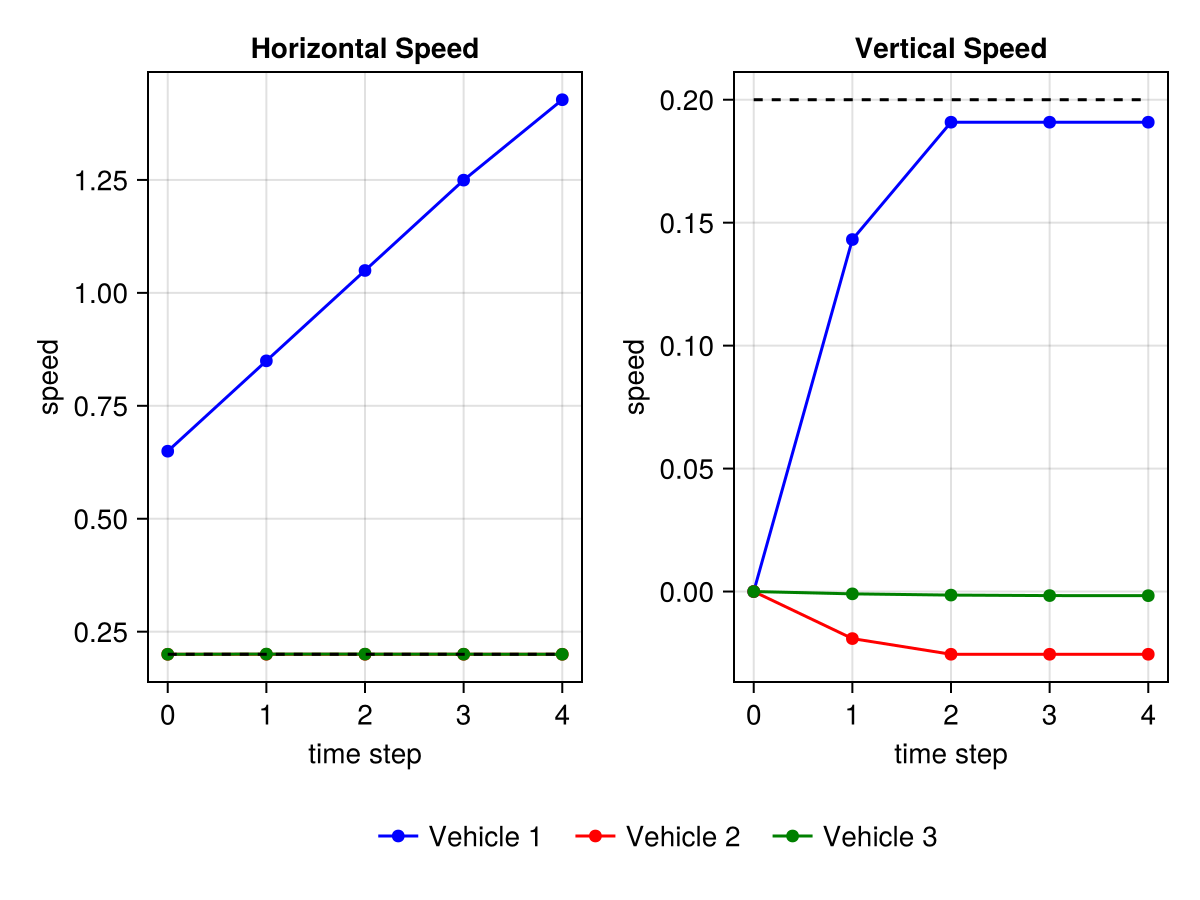 Horizontal Speed
1.25
1.00
0.75
0.50
0.25
speed
0 1 2 3 4
time step
Vertical Speed
0.20
0.15
0.10
0.05
0.00
speed
0 1 2 3 4
time step
Vehicle 1 Vehicle 2 Vehicle 3